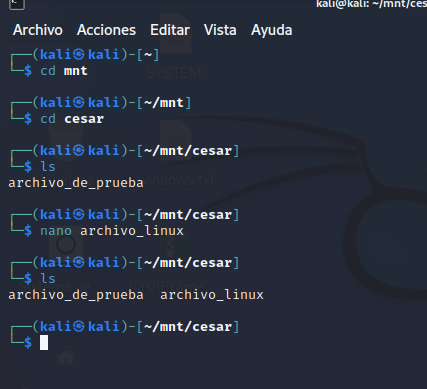 kali@kali: ~/mnt/ces
Archivo Acciones Editar Vista Ayuda
┌──(kali㉿kali)-[~]
└─$ cd mnt
┌──(kali㉿kali)-[~/mnt]
└─$ cd cesar
┌──(kali㉿kali)-[~/mnt/cesar]
└─$ ls
archivo_de_prueba
┌──(kali㉿kali)-[~/mnt/cesar]
└─$ nano archivo_linux
┌──(kali㉿kali)-[~/mnt/cesar]
└─$ ls
archivo_de_prueba archivo_linux
┌──(kali㉿kali)-[~/mnt/cesar]
└─$
SYSTEM